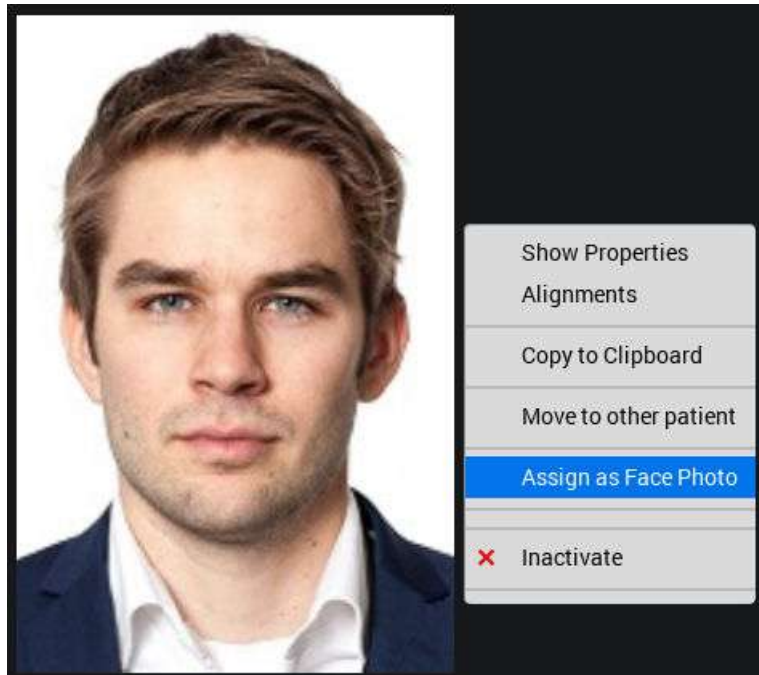 Show Properties
Alignments
Copy to Clipboard
Move to other patient
Assign as Face Photo
Inactivate